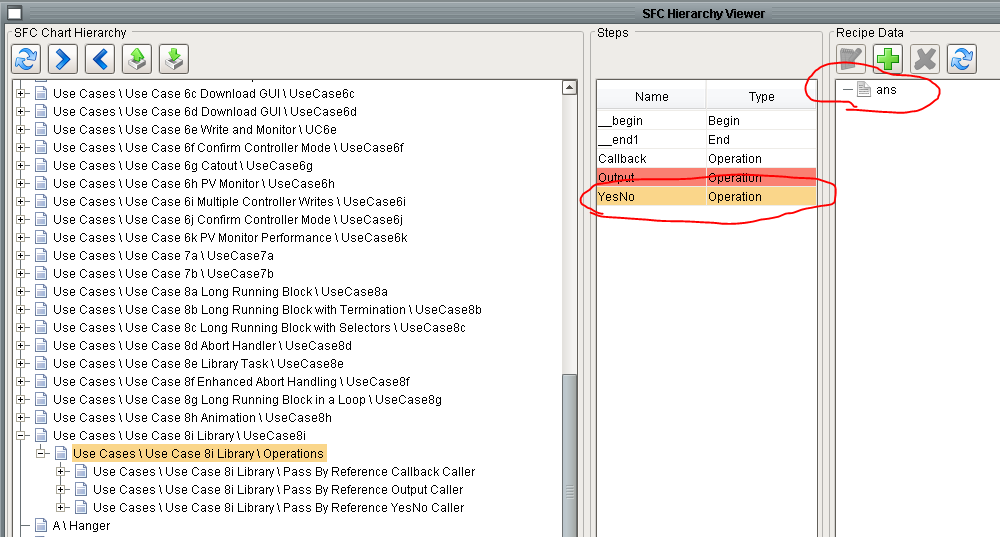 SFC Hierarchy Viewer
SFC Chart Hierarchy
Use Cases \ Use Case 6c Download GUI \ UseCase6c
Use Cases \ Use Case 6d Download GUI \ UseCase6d
Use Cases \ Use Case 6e Write and Monitor \ UC6e
Use Cases \ Use Case 6f Confirm Controller Mode \ UseCase6f
Use Cases \ Use Case 6g Catout \ UseCase6g
Use Cases \ Use Case 6h PV Monitor \ UseCase6h
Use Cases \ Use Case 6i Multiple Controller Writes \ UseCase6i
Use Cases \ Use Case 6j Confirm Controller Mode \ UseCase6j
Use Cases \ Use Case 6k PV Monitor Performance \ UseCase6k
Use Cases \ Use Case 7a \ UseCase7a
Use Cases \ Use Case 7b \ UseCase7b
Use Cases \ Use Case 8a Long Running Block \ UseCase8a
Use Cases \ Use Case 8b Long Running Block with Termination \ UseCase8b
Use Cases \ Use Case 8c Long Running Block with Selectors \ UseCase8c
Use Cases \ Use Case 8d Abort Handler \ UseCase8d
Use Cases \ Use Case 8e Library Task \ UseCase8e
Use Cases \ Use Case 8f Enhanced Abort Handling \ UseCase8f
Use Cases \ Use Case 8g Long Running Block in a Loop \ UseCase8g
Use Cases \ Use Case 8h Animation \ UseCase8h
Use Cases \ Use Case 8i Library \ UseCase8i
Use Cases \ Use Case 8i Library \ Operations
Use Cases \ Use Case 8i Library \ Pass By Reference Callback Caller
Use Cases \ Use Case 8i Library \ Pass By Reference Output Caller
Use Cases \ Use Case 8i Library \ Pass By Reference YesNo Caller
A \ Hanger
Steps
Name Type
__begin Begin
__end1 End
Callback Operation
Output Operation
YesNo Operation
Recipe Data
ans